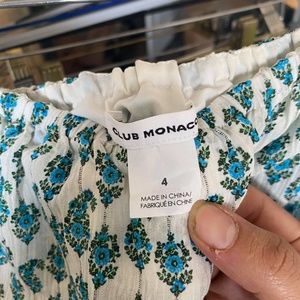 CLUB MONACO
4
MADE IN CHINA/
FABRIQUÉ EN CHINE